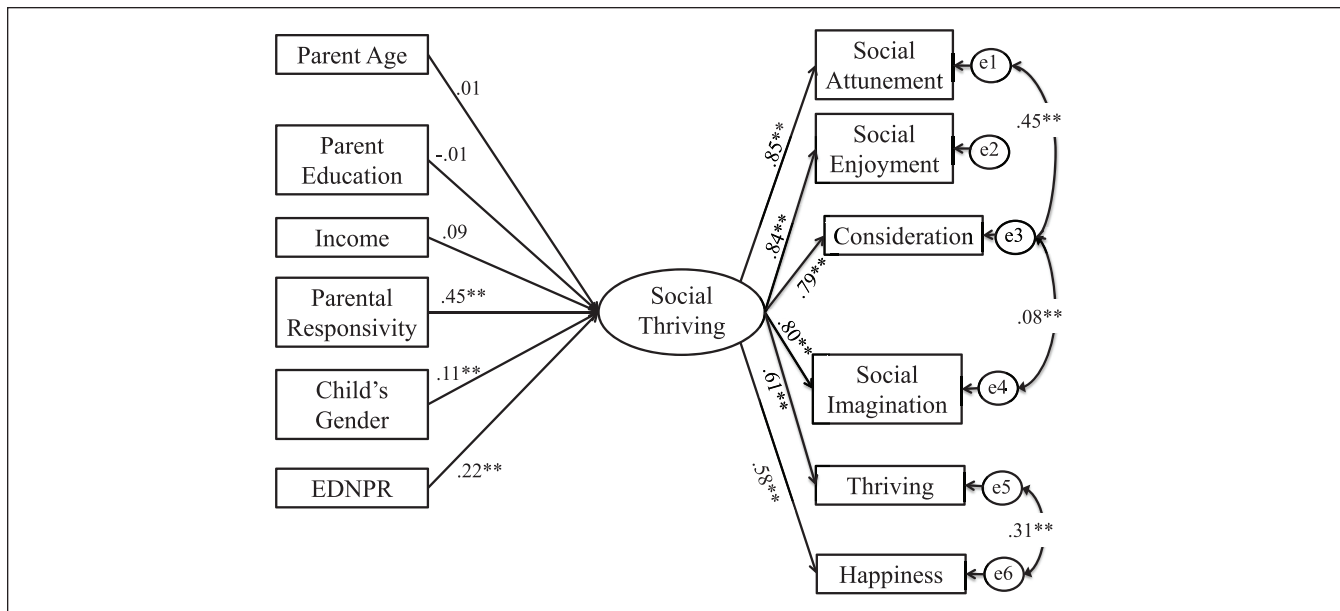 Parent Age
.01
Parent
Education
-.01
Income
.09
Parental
Responsivity
.45**
Child’s
Gender
.11**
EDNPR
.22**
Social
Thriving
.85**
.84**
.79**
.80**
.61**
.58**
Social
Attunement
e1
Social
Enjoyment
e2
Consideration
e3
Social
Imagination
e4
Thriving
e5
Happiness
e6
.45**
.08**
.31**